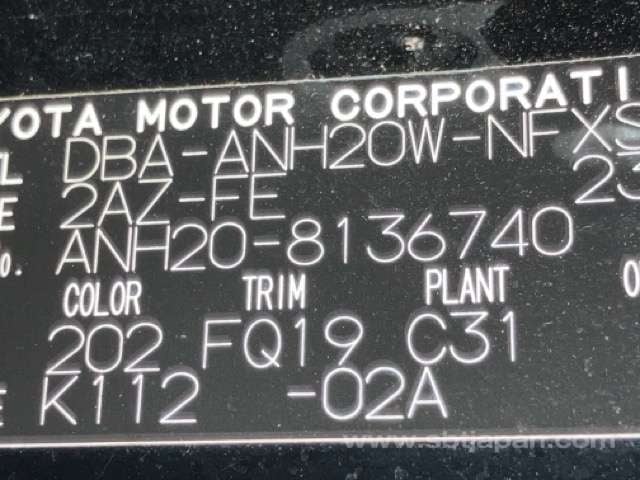 YOTA MOTOR CORPORATI
L DBA-ANH20W-NFXS
E 2AZ-FE 23
o. ANH20-8136740
COLOR TRIM PLANT O
202 FQ19 C31
E K112 -02A
www.sbtjapan.com